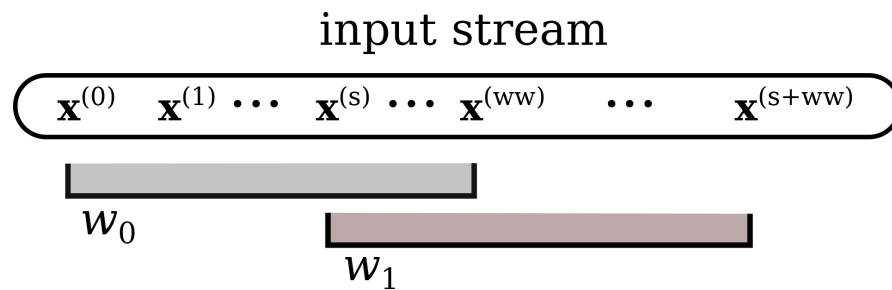 input stream
x⁽⁰⁾ x⁽¹⁾ ··· x⁽ˢ⁾ ··· x⁽ʷʷ⁾ ··· x⁽ˢ⁺ʷʷ⁾
w₀
w₁